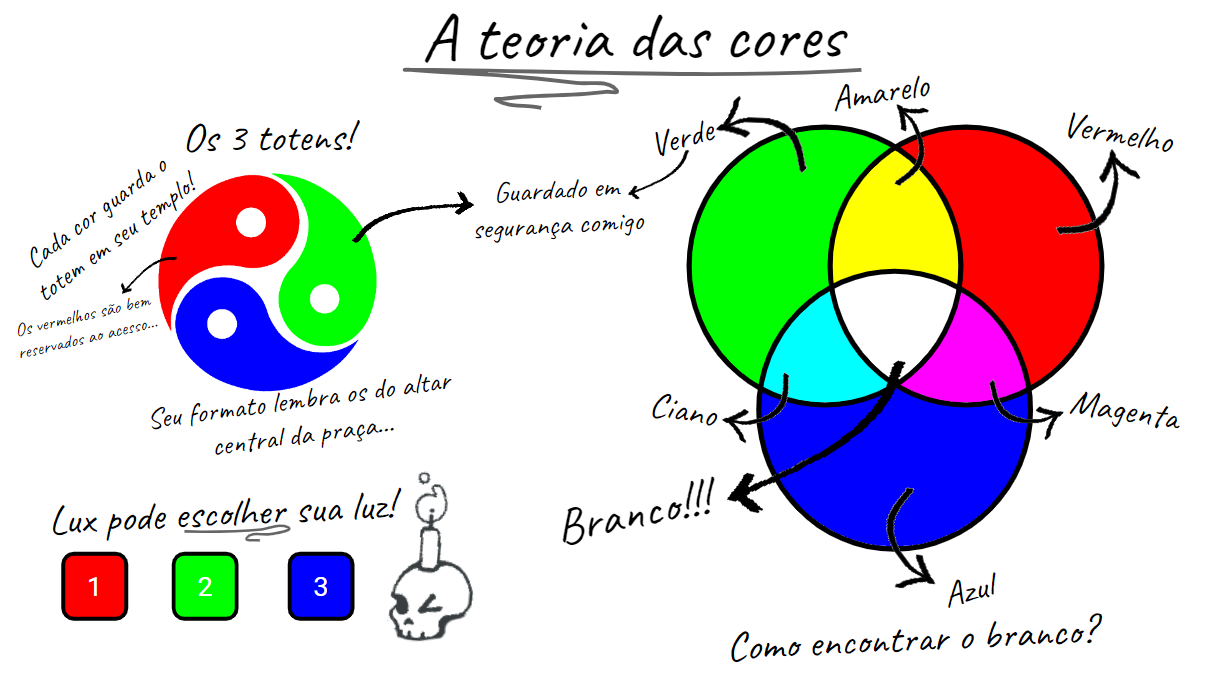 A teoria das cores
Os 3 totens!
Cada cor guarda o
totem em seu templo!
Os vermelhos são bem
reservados ao acesso...
Seu formato lembra os do altar
central da praça...
Guardado em
segurança comigo
Verde
Amarelo
Vermelho
Ciano
Magenta
Branco!!!
Azul
Como encontrar o branco?
Lux pode escolher sua luz!
1 2 3